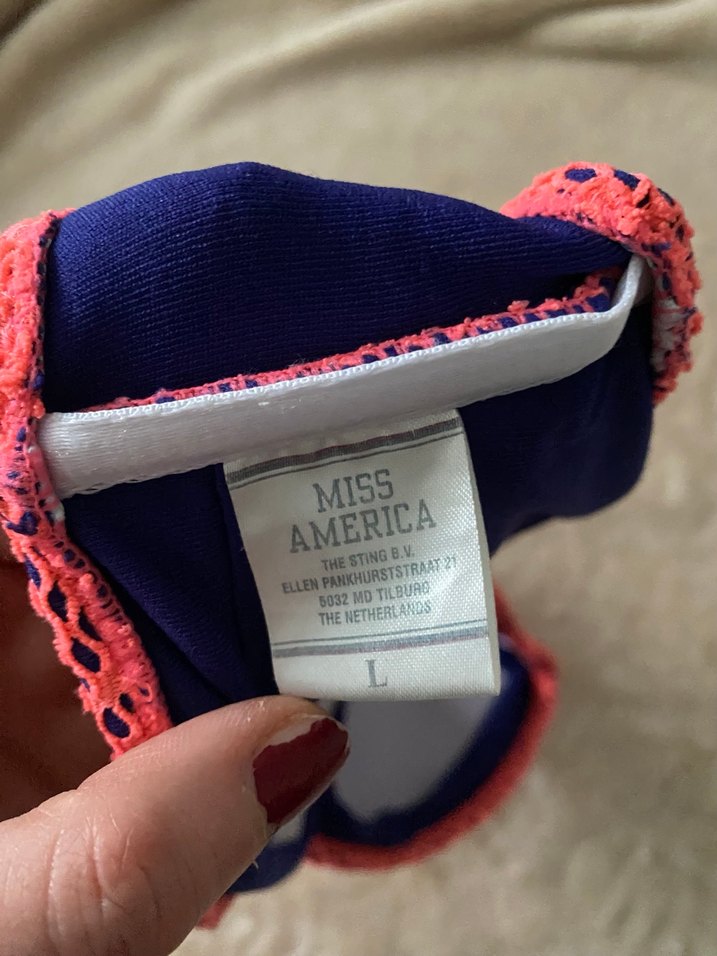 MISS
AMERICA
THE STING B.V.
ELLEN PANKHURSTSTRAAT 21
5032 MD TILBURG
THE NETHERLANDS
L